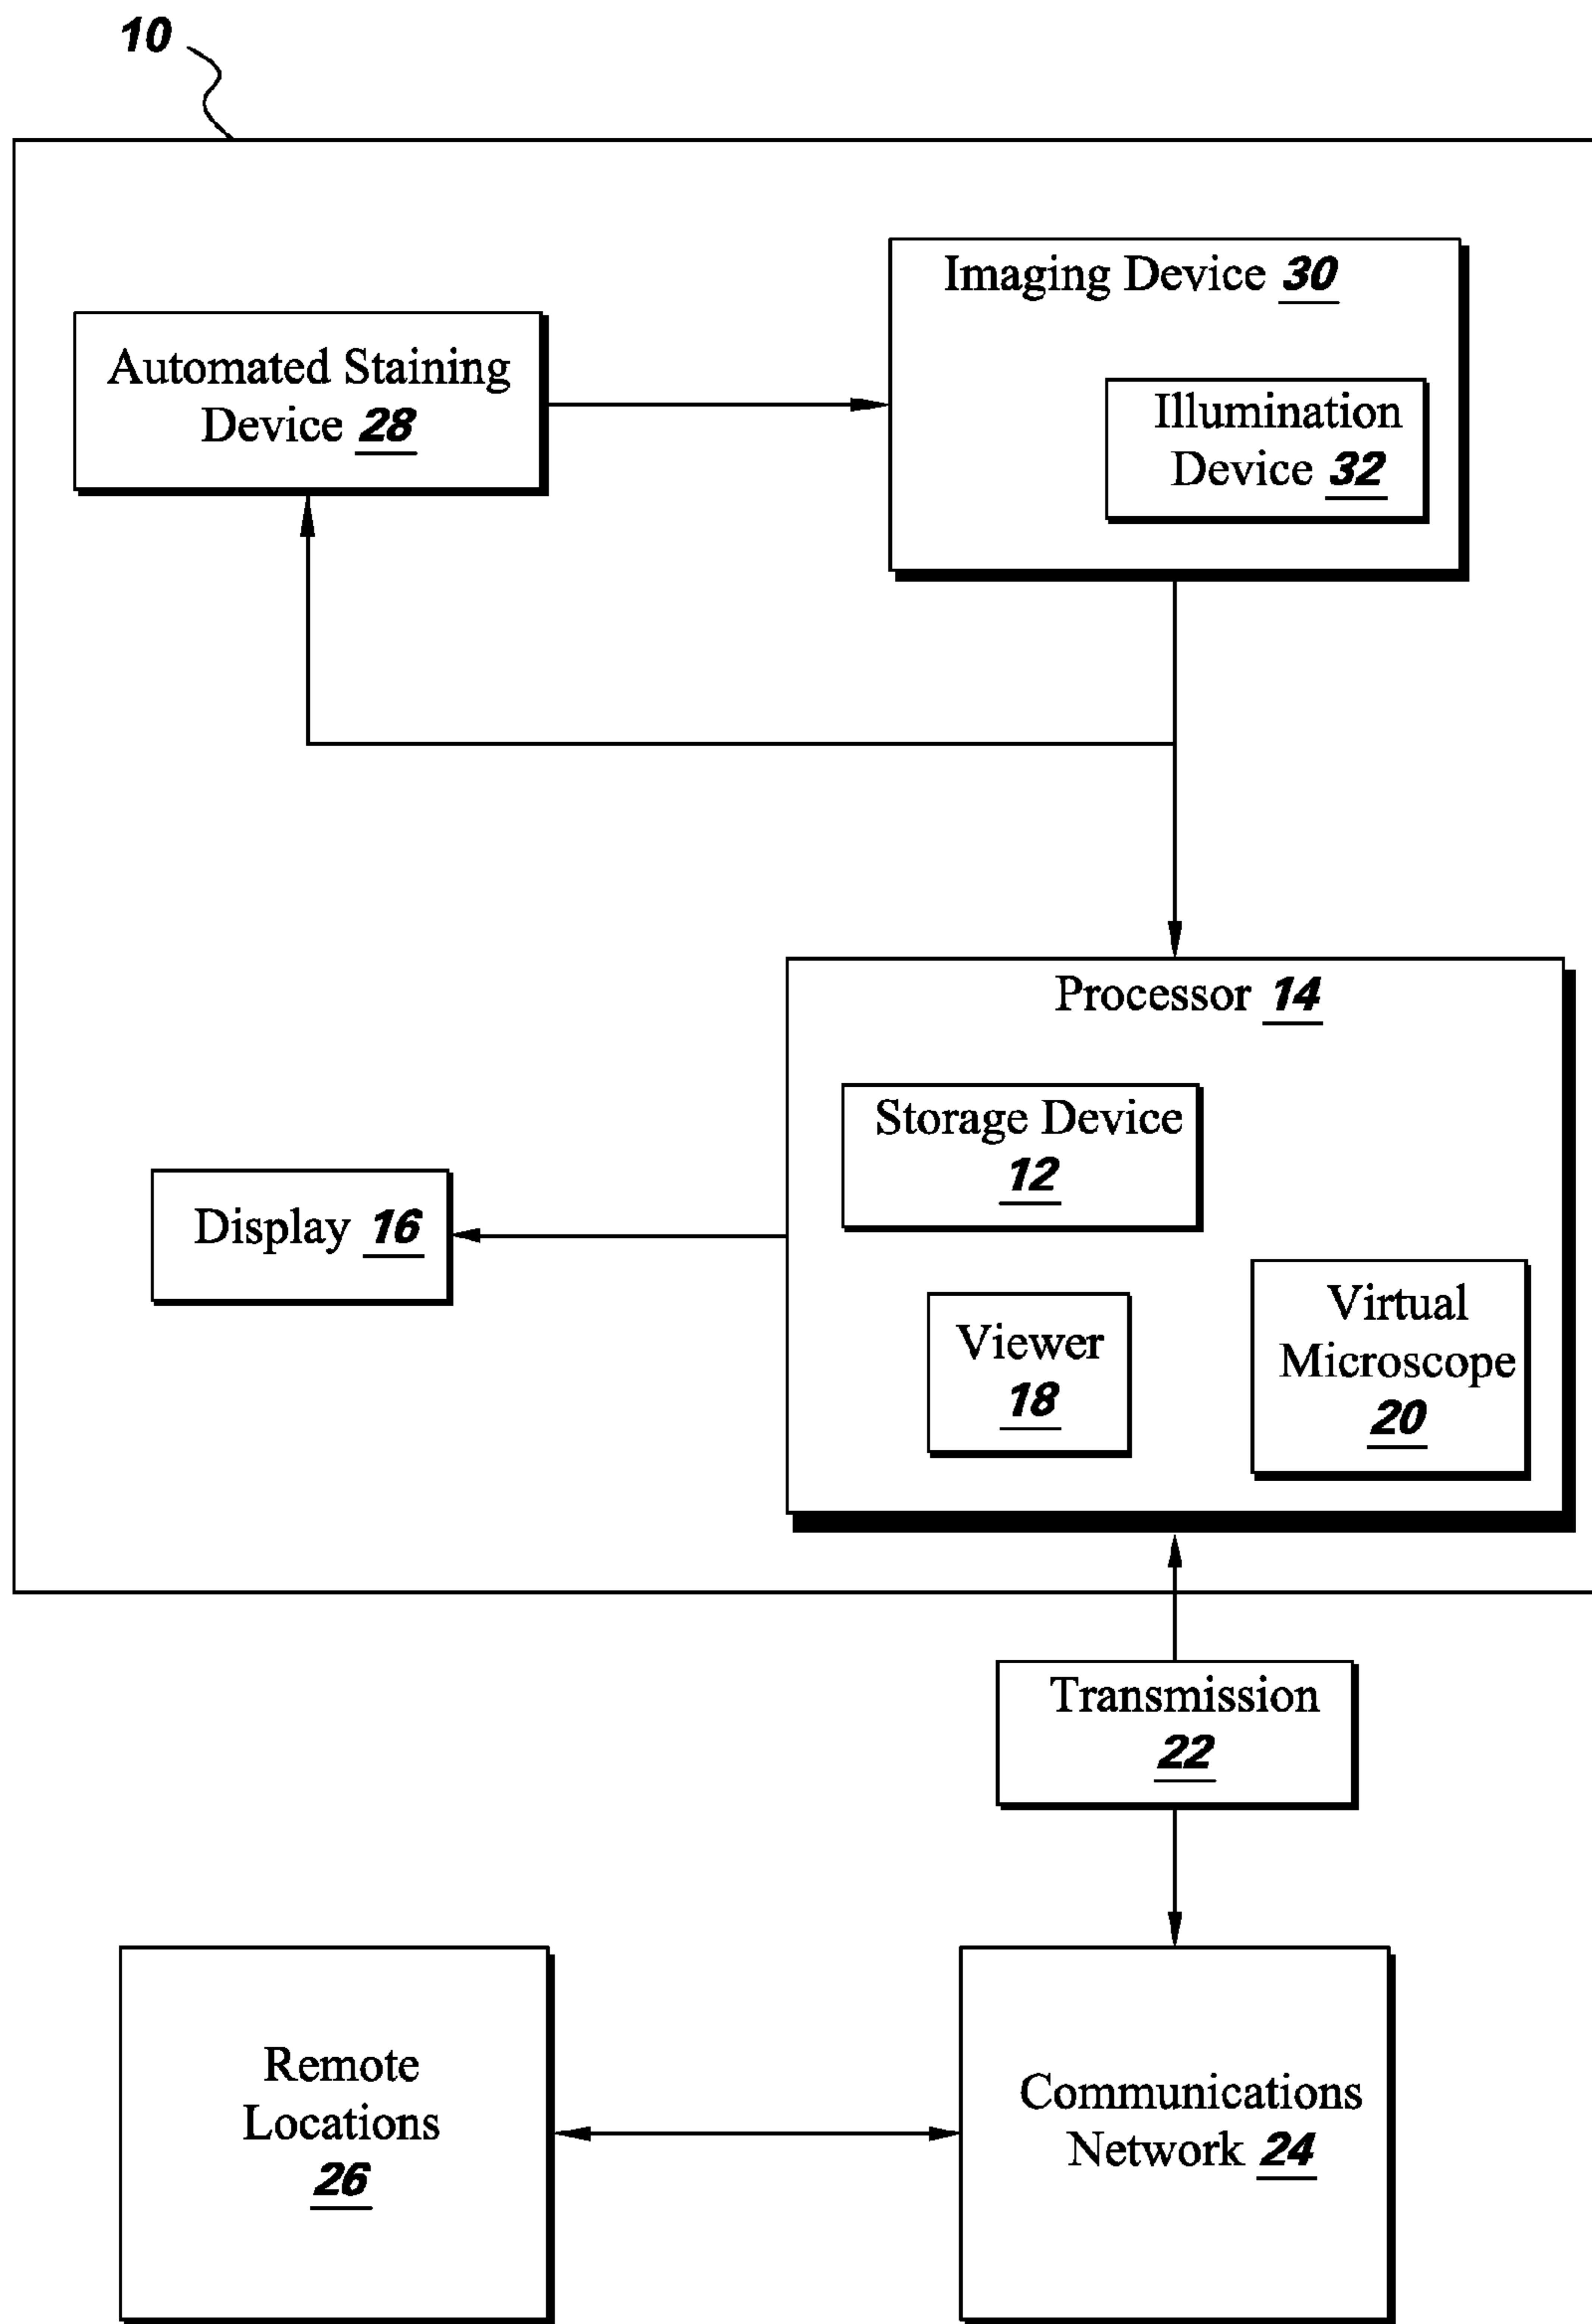 10
Imaging Device 30
Automated Staining
Device 28
Illumination
Device 32
Processor 14
Storage Device
12
Display 16
Viewer
18
Virtual
Microscope
20
Transmission
22
Remote
Locations
26
Communications
Network 24